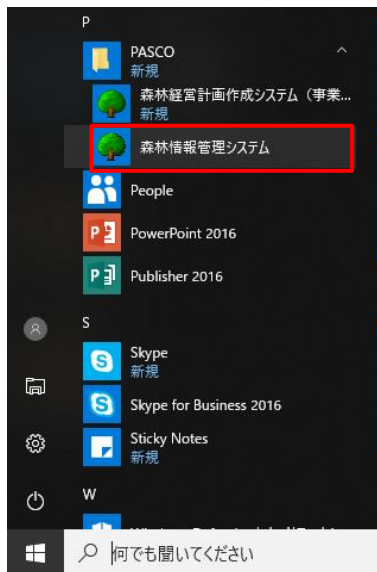 P
PASCO
新規
森林経営計画作成システム（事業...
新規
森林情報管理システム
People
PowerPoint 2016
Publisher 2016
S
Skype
新規
Skype for Business 2016
Sticky Notes
新規
W
何でも聞いてください